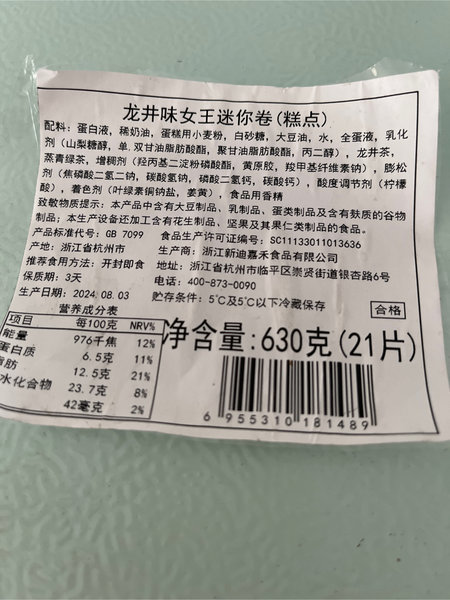 龙井味女王迷你卷(糕点)
配料: 蛋白液, 稀奶油, 蛋糕用小麦粉, 白砂糖, 大豆油, 水, 全蛋液, 乳化
剂(山梨糖醇, 单, 双甘油脂肪酸酯, 聚甘油脂肪酸酯, 丙二醇), 龙井茶,
蒸青绿茶, 增稠剂(羟丙基二淀粉磷酸酯, 黄原胶, 羧甲基纤维素钠), 膨松
剂(焦磷酸二氢二钠, 碳酸氢钠, 磷酸二氢钙, 碳酸钙), 酸度调节剂(柠檬
酸), 着色剂(叶绿素铜钠盐, 姜黄), 食品用香精
致敏物质提示: 本产品中含有大豆制品、乳制品、蛋类制品及含有麸质的谷物
制品; 本生产设备还加工含有花生制品、坚果及其果仁类制品的食品。
产品标准代号: GB 7099 食品生产许可证编号: SC11133011013636
产地: 浙江省杭州市 生产商: 浙江新迪嘉禾食品有限公司
推荐食用方法: 开封即食 地址: 浙江省杭州市临平区崇贤街道银杏路6号
保质期: 3天 电话: 400-873-0090
生产日期: 2024.08.03 贮存条件: 5℃及5℃以下冷藏保存
合格
营养成分表
项目 每100克 NRV%
能量 976千焦 12%
蛋白质 6.5克 11%
脂肪 12.5克 21%
水化合物 23.7克 8%
42毫克 2%
净含量: 630克(21片)
6 955310 181489